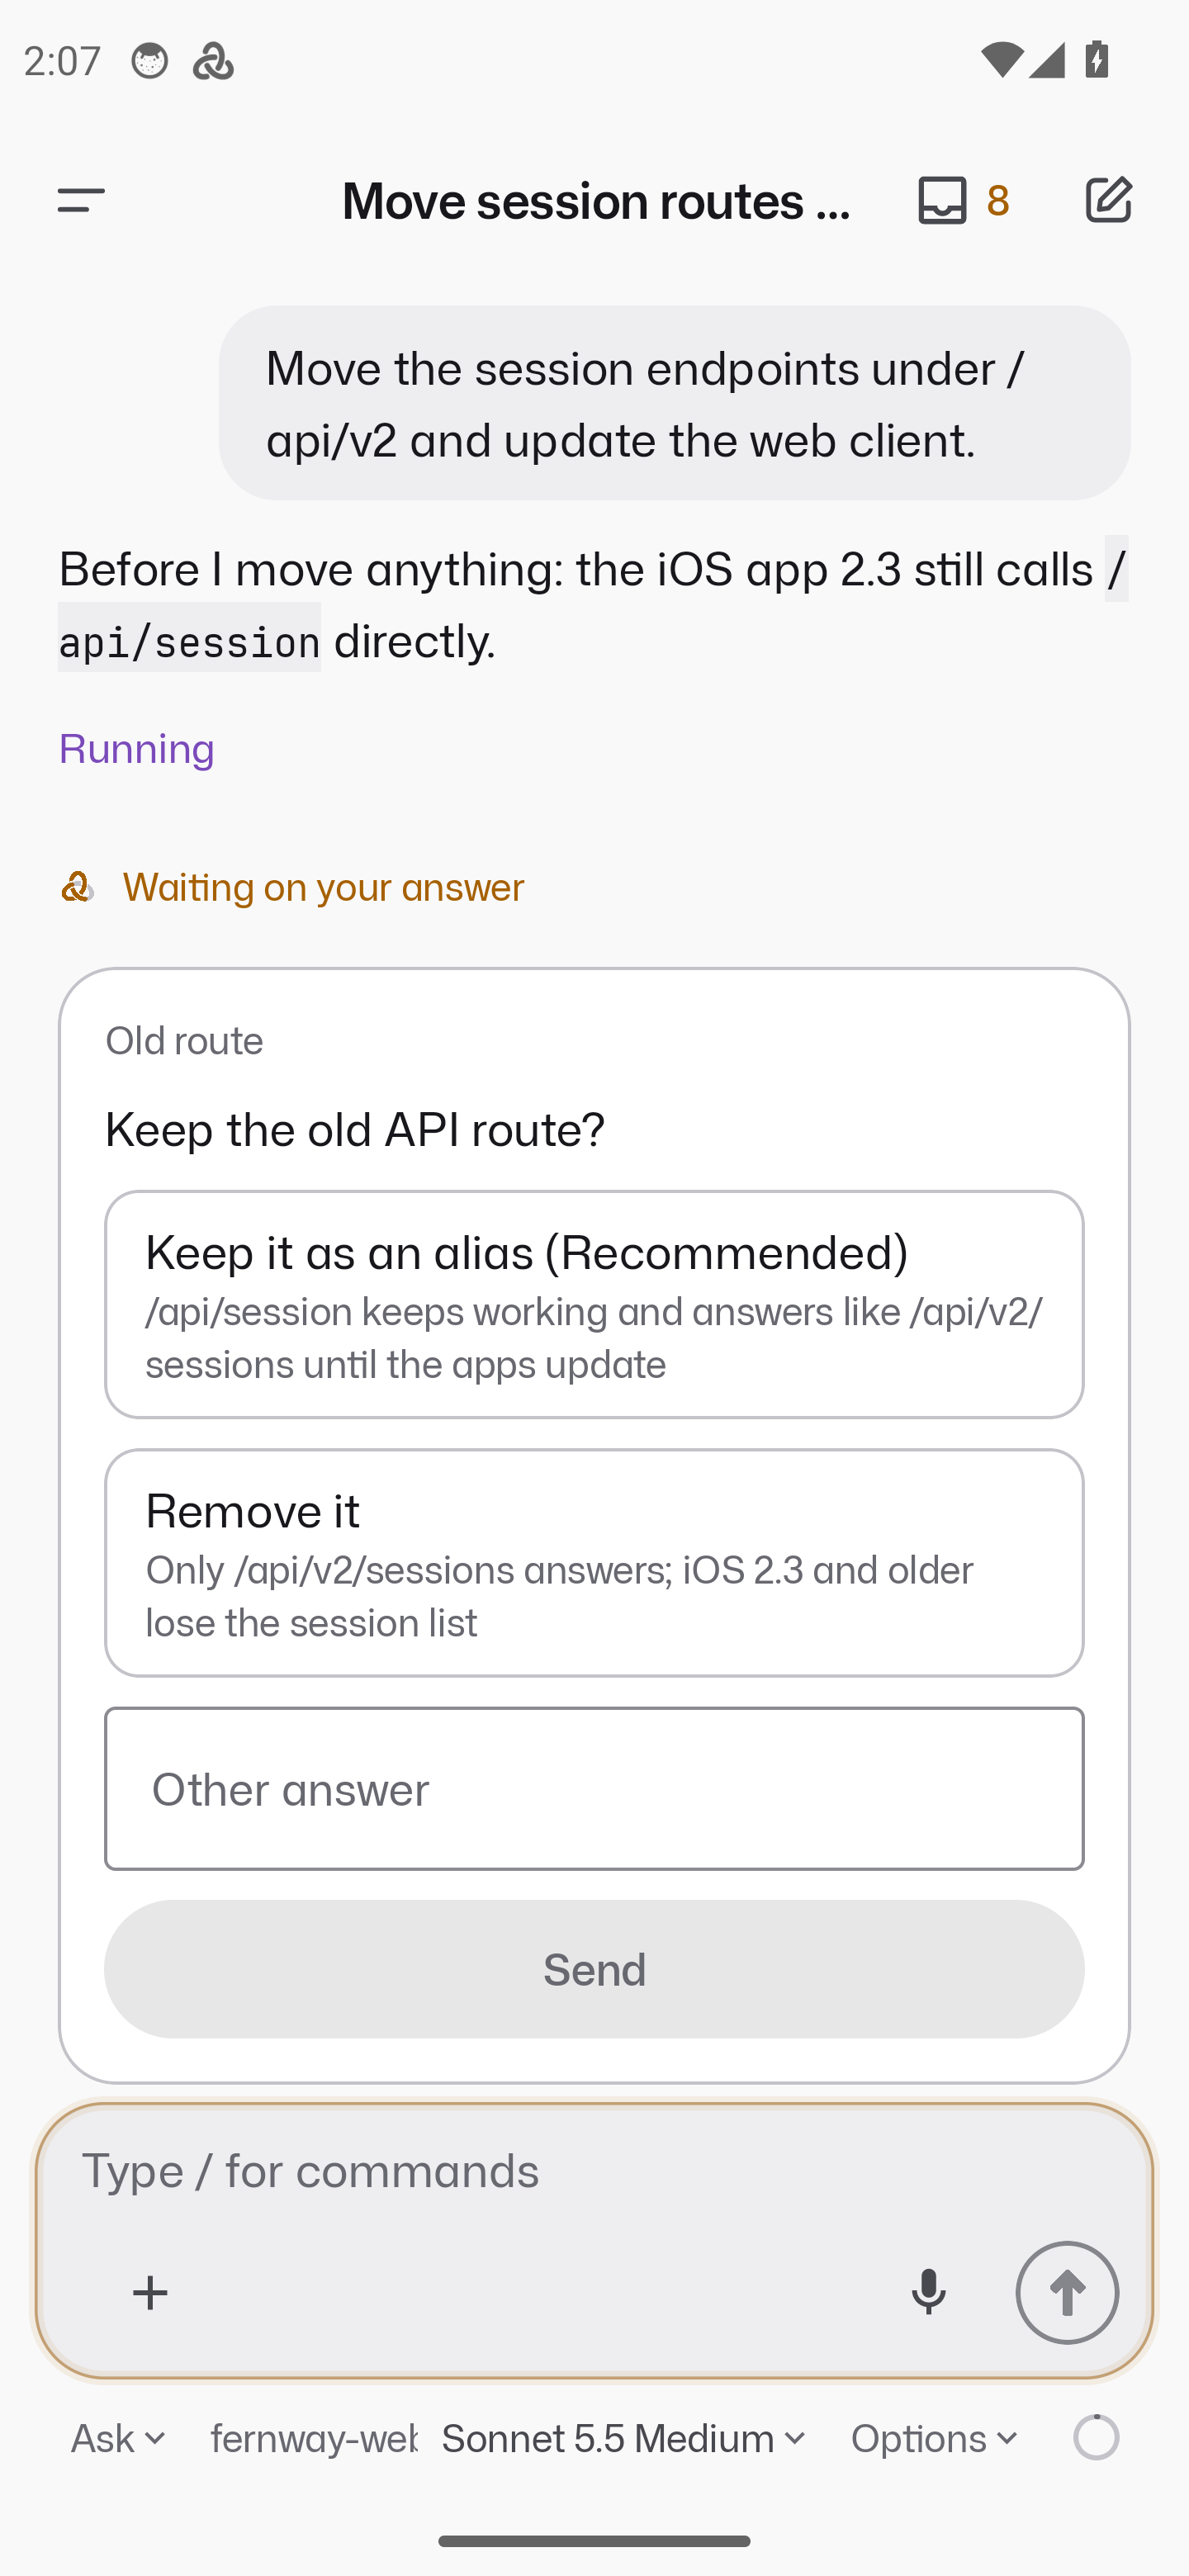 2:07
Move session routes ...
8
Move the session endpoints under /
api/v2 and update the web client.
Before I move anything: the iOS app 2.3 still calls /
api/session directly.
Running
Waiting on your answer
Old route
Keep the old API route?
Keep it as an alias (Recommended)
/api/session keeps working and answers like /api/v2/
sessions until the apps update
Remove it
Only /api/v2/sessions answers; iOS 2.3 and older
lose the session list
Other answer
Send
Type / for commands
Ask
fernway-web
Sonnet 5.5 Medium
Options